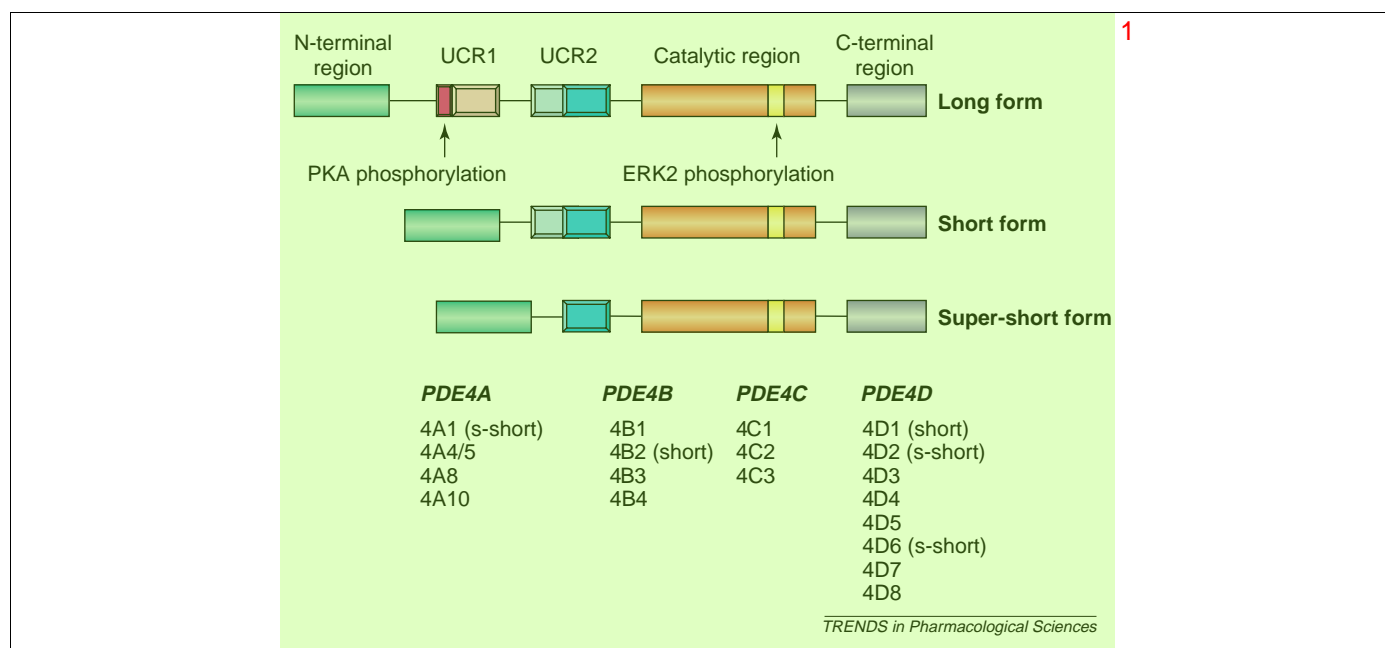 1
N-terminal
region
UCR1
UCR2
Catalytic region
C-terminal
region
Long form
PKA phosphorylation
ERK2 phosphorylation
Short form
Super-short form
PDE4A
4A1 (s-short)
4A4/5
4A8
4A10
PDE4B
4B1
4B2 (short)
4B3
4B4
PDE4C
4C1
4C2
4C3
PDE4D
4D1 (short)
4D2 (s-short)
4D3
4D4
4D5
4D6 (s-short)
4D7
4D8
TRENDS in Pharmacological Sciences